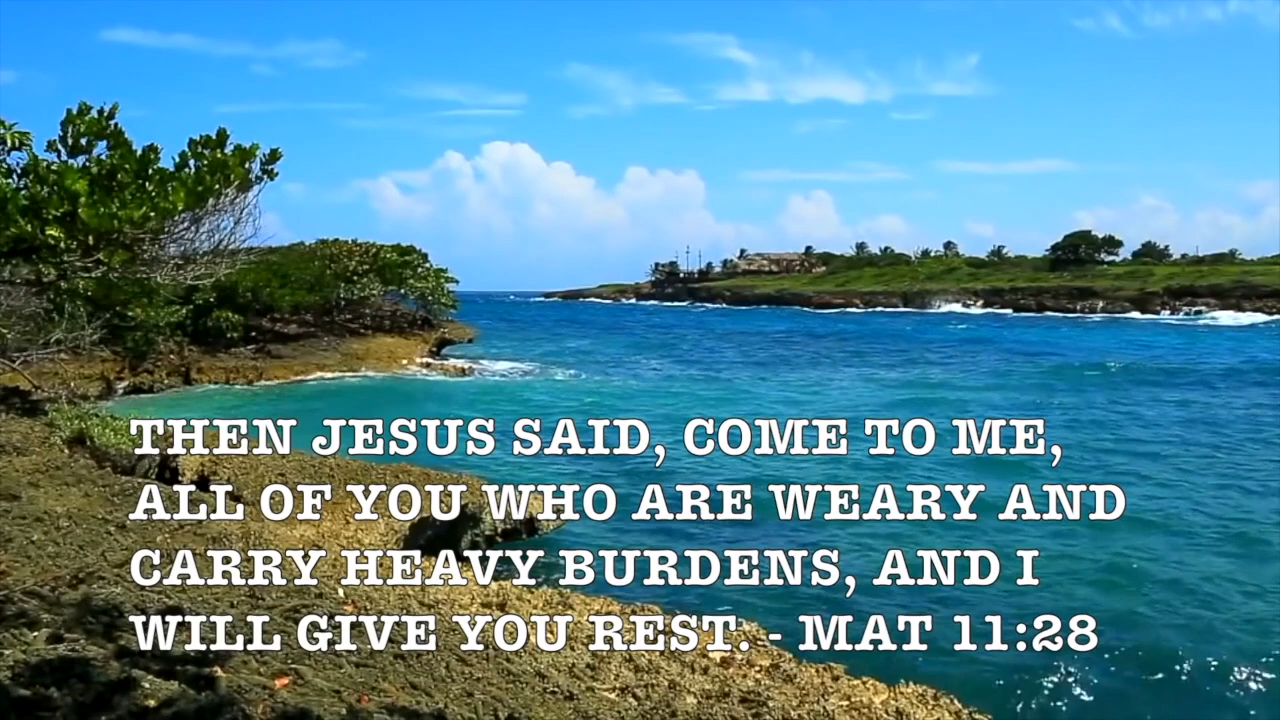 THEN JESUS SAID, COME TO ME,
ALL OF YOU WHO ARE WEARY AND
CARRY HEAVY BURDENS, AND I
WILL GIVE YOU REST. - MAT 11:28